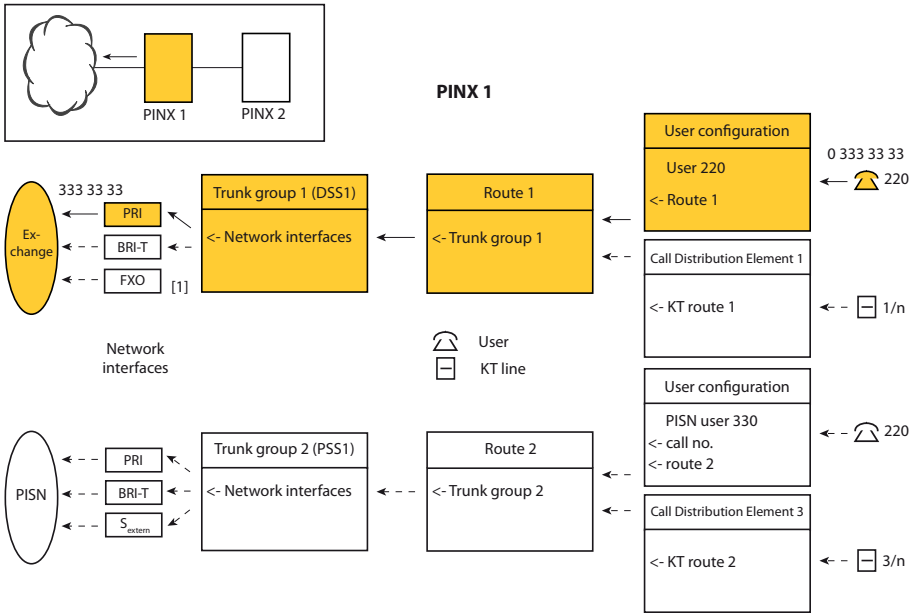 PINX 1
PINX 2
PINX 1
User configuration
User 220
<- Route 1
0 333 33 33
220
333 33 33
Ex-
change
PRI
BRI-T
FXO
[1]
Trunk group 1 (DSS1)
<- Network interfaces
Route 1
<- Trunk group 1
Call Distribution Element 1
<- KT route 1
1/n
Network
interfaces
User
KT line
User configuration
PISN user 330
<- call no.
<- route 2
220
PISN
PRI
BRI-T
S extern
Trunk group 2 (PSS1)
<- Network interfaces
Route 2
<- Trunk group 2
Call Distribution Element 3
<- KT route 2
3/n